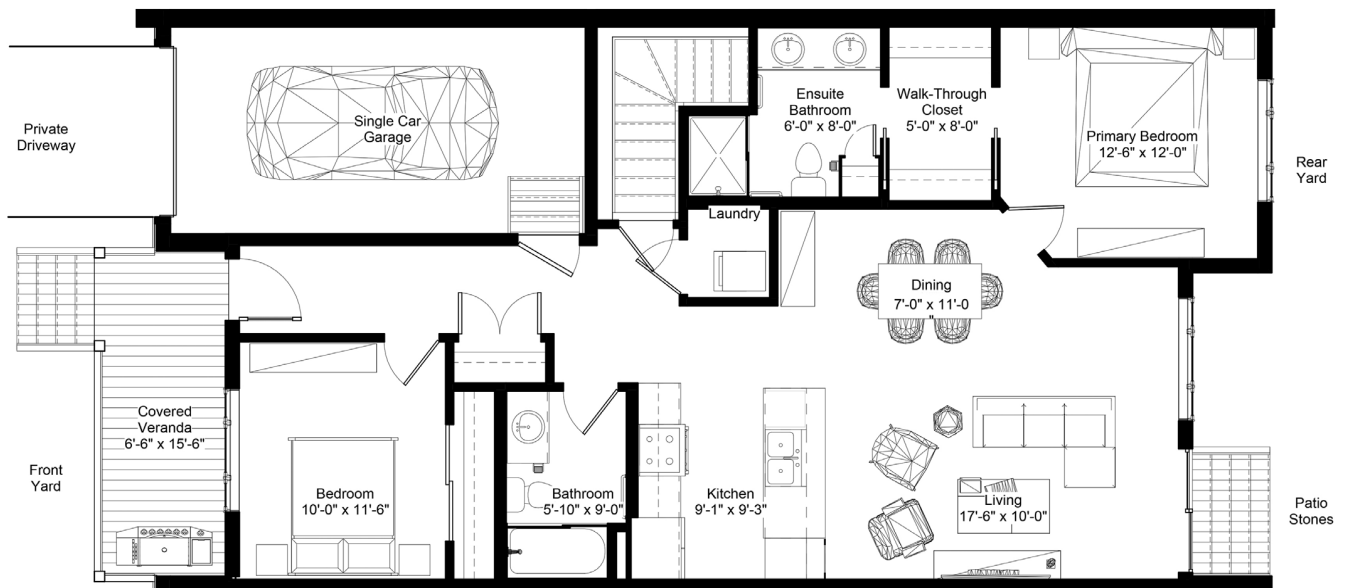 Private
Driveway
Single Car
Garage
Ensuite
Bathroom
6'-0" x 8'-0"
Walk-Through
Closet
5'-0" x 8'-0"
Primary Bedroom
12'-6" x 12'-0"
Rear
Yard
Laundry
Dining
7'-0" x 11'-0
"
Covered
Veranda
6'-6" x 15'-6"
Front
Yard
Bedroom
10'-0" x 11'-6"
Bathroom
5'-10" x 9'-0"
Kitchen
9'-1" x 9'-3"
Living
17'-6" x 10'-0"
Patio
Stones